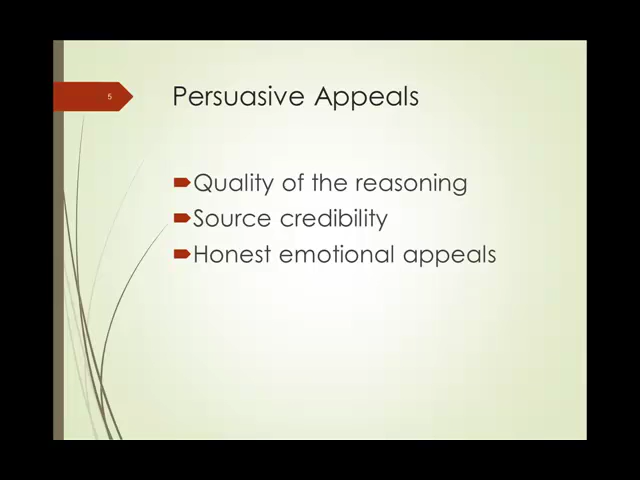 5
Persuasive Appeals
Quality of the reasoning
Source credibility
Honest emotional appeals